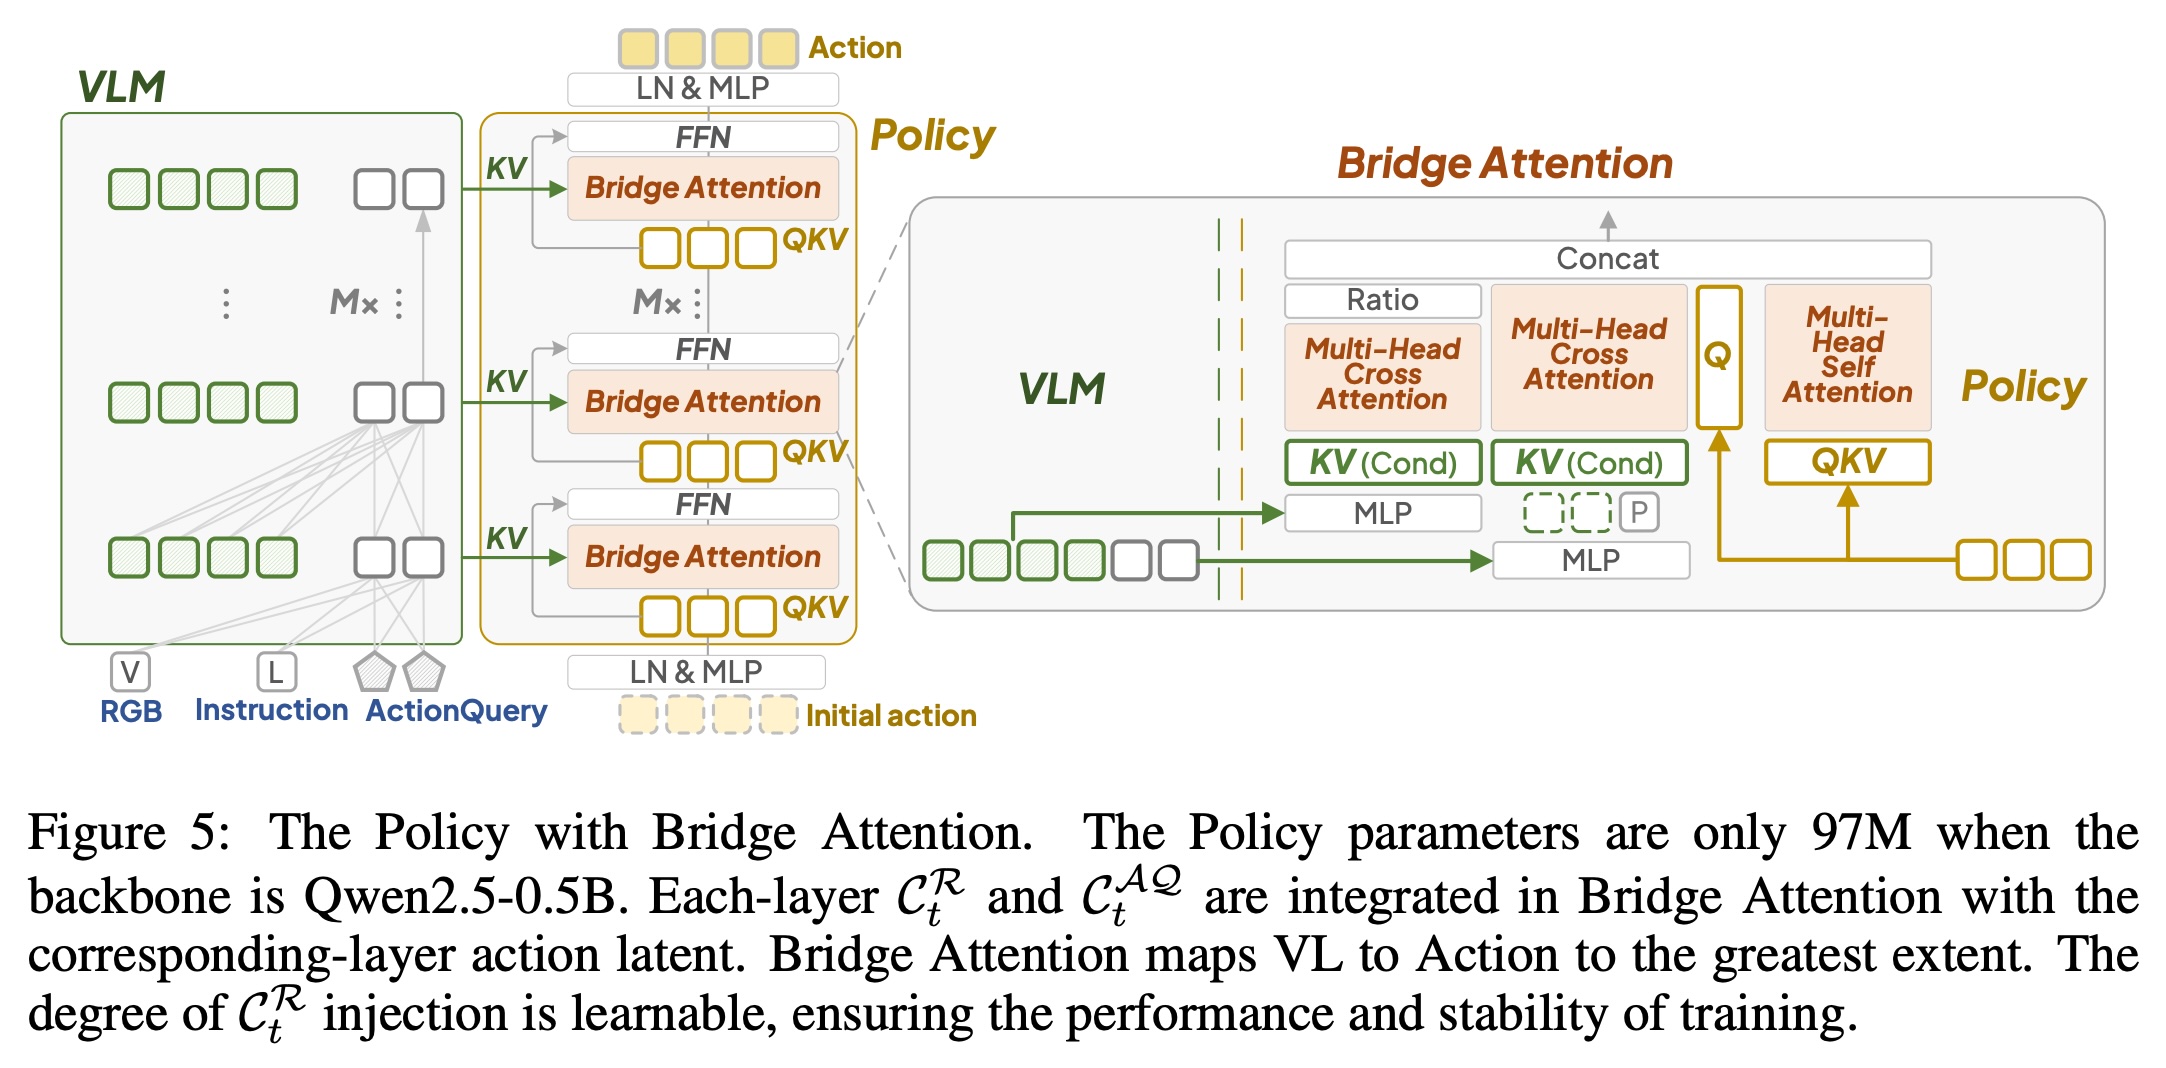 VLM
Action
LN & MLP
Policy
FFN
KV
Bridge Attention
QKV
M×
M×
FFN
KV
Bridge Attention
QKV
FFN
KV
Bridge Attention
QKV
V
L
RGB
Instruction
ActionQuery
LN & MLP
Initial action
Bridge Attention
Concat
Ratio
Multi-Head
Cross
Attention
Multi-Head
Cross
Attention
Q
Multi-
Head
Self
Attention
VLM
Policy
KV (Cond)
KV (Cond)
QKV
MLP
P
MLP
Figure 5: The Policy with Bridge Attention. The Policy parameters are only 97M when the
backbone is Qwen2.5-0.5B. Each-layer $\mathcal{C}_t^{\mathcal{R}}$ and $\mathcal{C}_t^{\mathcal{AQ}}$ are integrated in Bridge Attention with the
corresponding-layer action latent. Bridge Attention maps VL to Action to the greatest extent. The
degree of $\mathcal{C}_t^{\mathcal{R}}$ injection is learnable, ensuring the performance and stability of training.